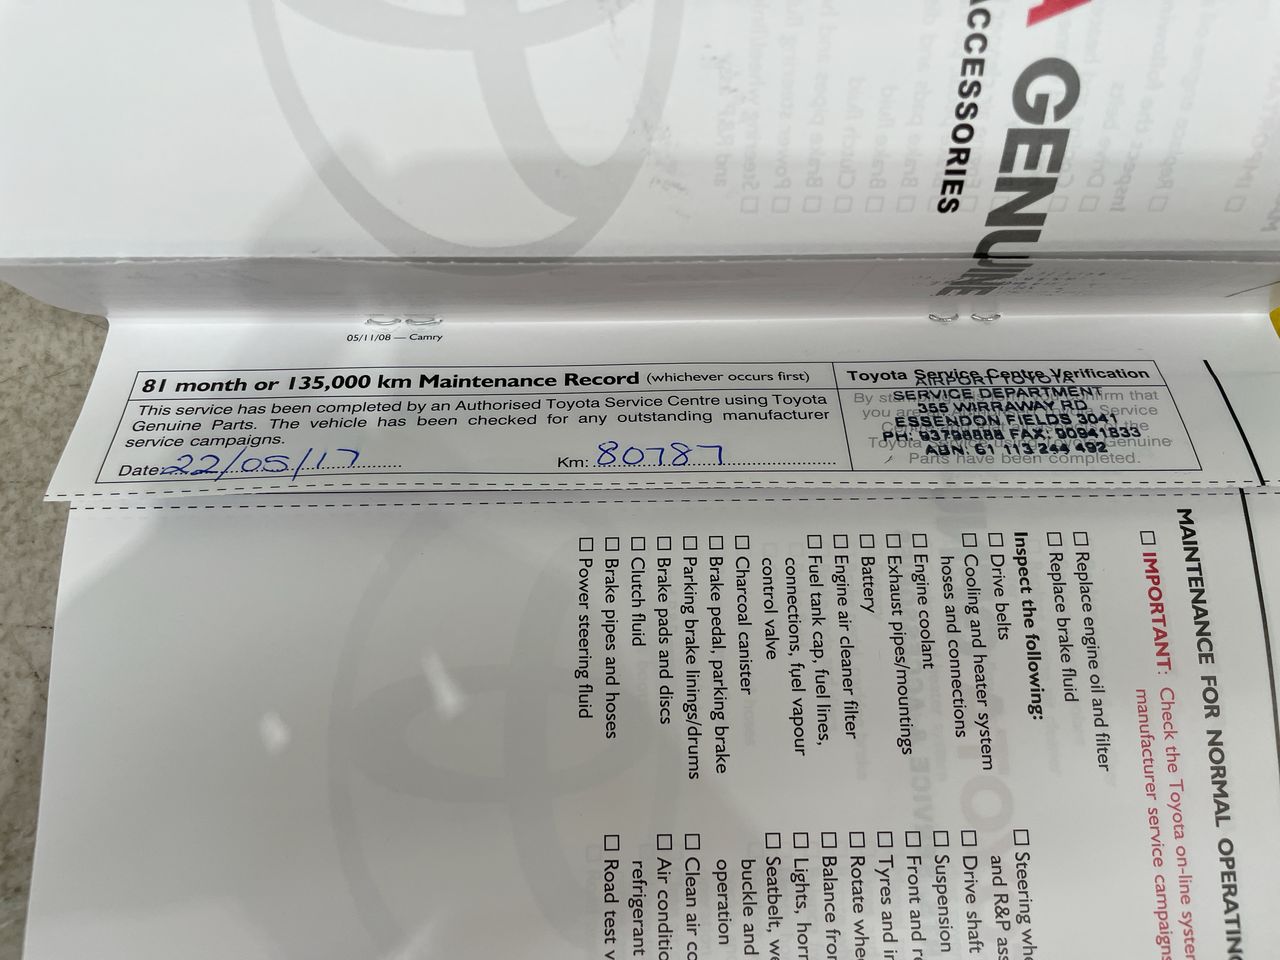 GENUINE
ACCESSORIES
05/11/08 — Camry
81 month or 135,000 km Maintenance Record (whichever occurs first)
This service has been completed by an Authorised Toyota Service Centre using Toyota
Genuine Parts. The vehicle has been checked for any outstanding manufacturer
service campaigns.
Date: 22/05/17 Km: 80787
Toyota Service Centre Verification
AIRPORT TOYOTA
SERVICE DEPARTMENT
355 WIRRAWAY RD
ESSENDON FIELDS 3041
PH: 93798888 FAX: 90941833
ABN: 61 113 244 492
Parts have been completed.
MAINTENANCE FOR NORMAL OPERATING
☐ IMPORTANT: Check the Toyota on-line
manufacturer service campaigns
☐ Replace engine oil and filter
☐ Replace brake fluid
Inspect the following:
☐ Drive belts
☐ Cooling and heater system
hoses and connections
☐ Engine coolant
☐ Exhaust pipes/mountings
☐ Battery
☐ Engine air cleaner filter
☐ Fuel tank cap, fuel lines,
connections, fuel vapour
control valve
☐ Charcoal canister
☐ Brake pedal, parking brake
☐ Parking brake linings/drums
☐ Brake pads and discs
☐ Clutch fluid
☐ Brake pipes and hoses
☐ Power steering fluid
☐ Steering
and R&P
☐ Drive shaft
☐ Suspension
☐ Front and
☐ Tyres and
☐ Rotate
☐ Balance
☐ Lights,
☐ Seatbelt,
buckle and
operation
☐ Clean air
☐ Air
refrigerant
☐ Road test